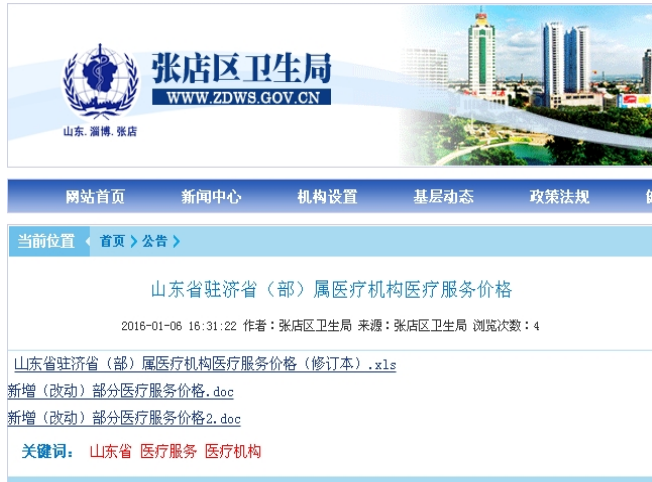 张店区卫生局
WWW.ZDWS.GOV.CN
山东.淄博.张店
网站首页 新闻中心 机构设置 基层动态 政策法规
当前位置 首页 公告
山东省驻济省（部）属医疗机构医疗服务价格
2016-01-06 16:31:22 作者：张店区卫生局 来源：张店区卫生局 浏览次数：4
山东省驻济省（部）属医疗机构医疗服务价格（修订本）.xls
新增（改动）部分医疗服务价格.doc
新增（改动）部分医疗服务价格2.doc
关键词： 山东省 医疗服务 医疗机构